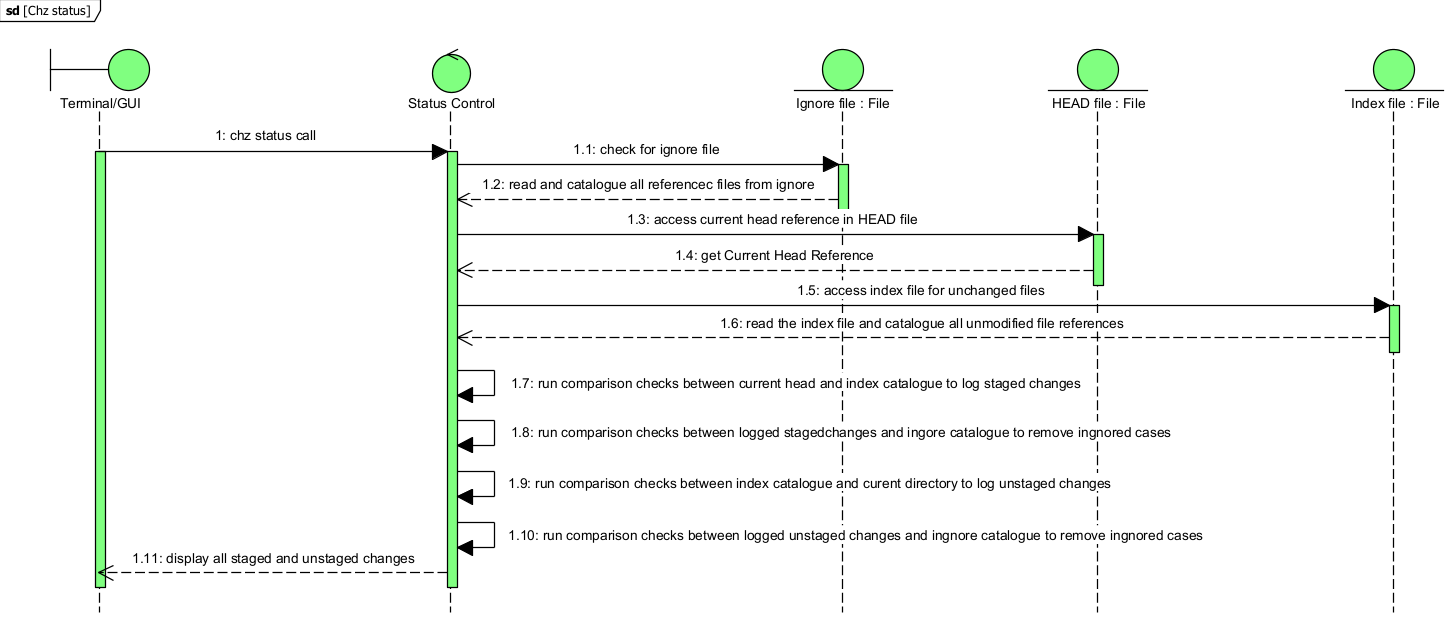 sd [Chz status]
Terminal/GUI
Status Control
Ignore file : File
HEAD file : File
Index file : File
1: chz status call
1.1: check for ignore file
1.2: read and catalogue all referencec files from ignore
1.3: access current head reference in HEAD file
1.4: get Current Head Reference
1.5: access index file for unchanged files
1.6: read the index file and catalogue all unmodified file references
1.7: run comparison checks between current head and index catalogue to log staged changes
1.8: run comparison checks between logged stagedchanges and ingore catalogue to remove ingnored cases
1.9: run comparison checks between index catalogue and curent directory to log unstaged changes
1.10: run comparison checks between logged unstaged changes and ingnore catalogue to remove ingnored cases
1.11: display all staged and unstaged changes